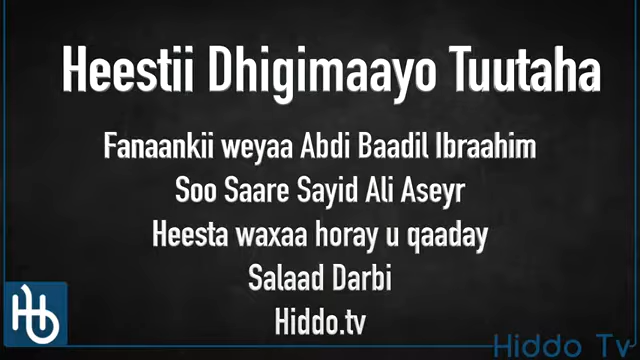 Heestii Dhigimaayo Tuutaha
Fanaankii weyaa Abdi Baadil Ibraahim
Soo Saare Sayid Ali Aseyr
Heesta waxaa horay u qaaday
Salaad Darbi
Hiddo.tv
Hiddo Tv